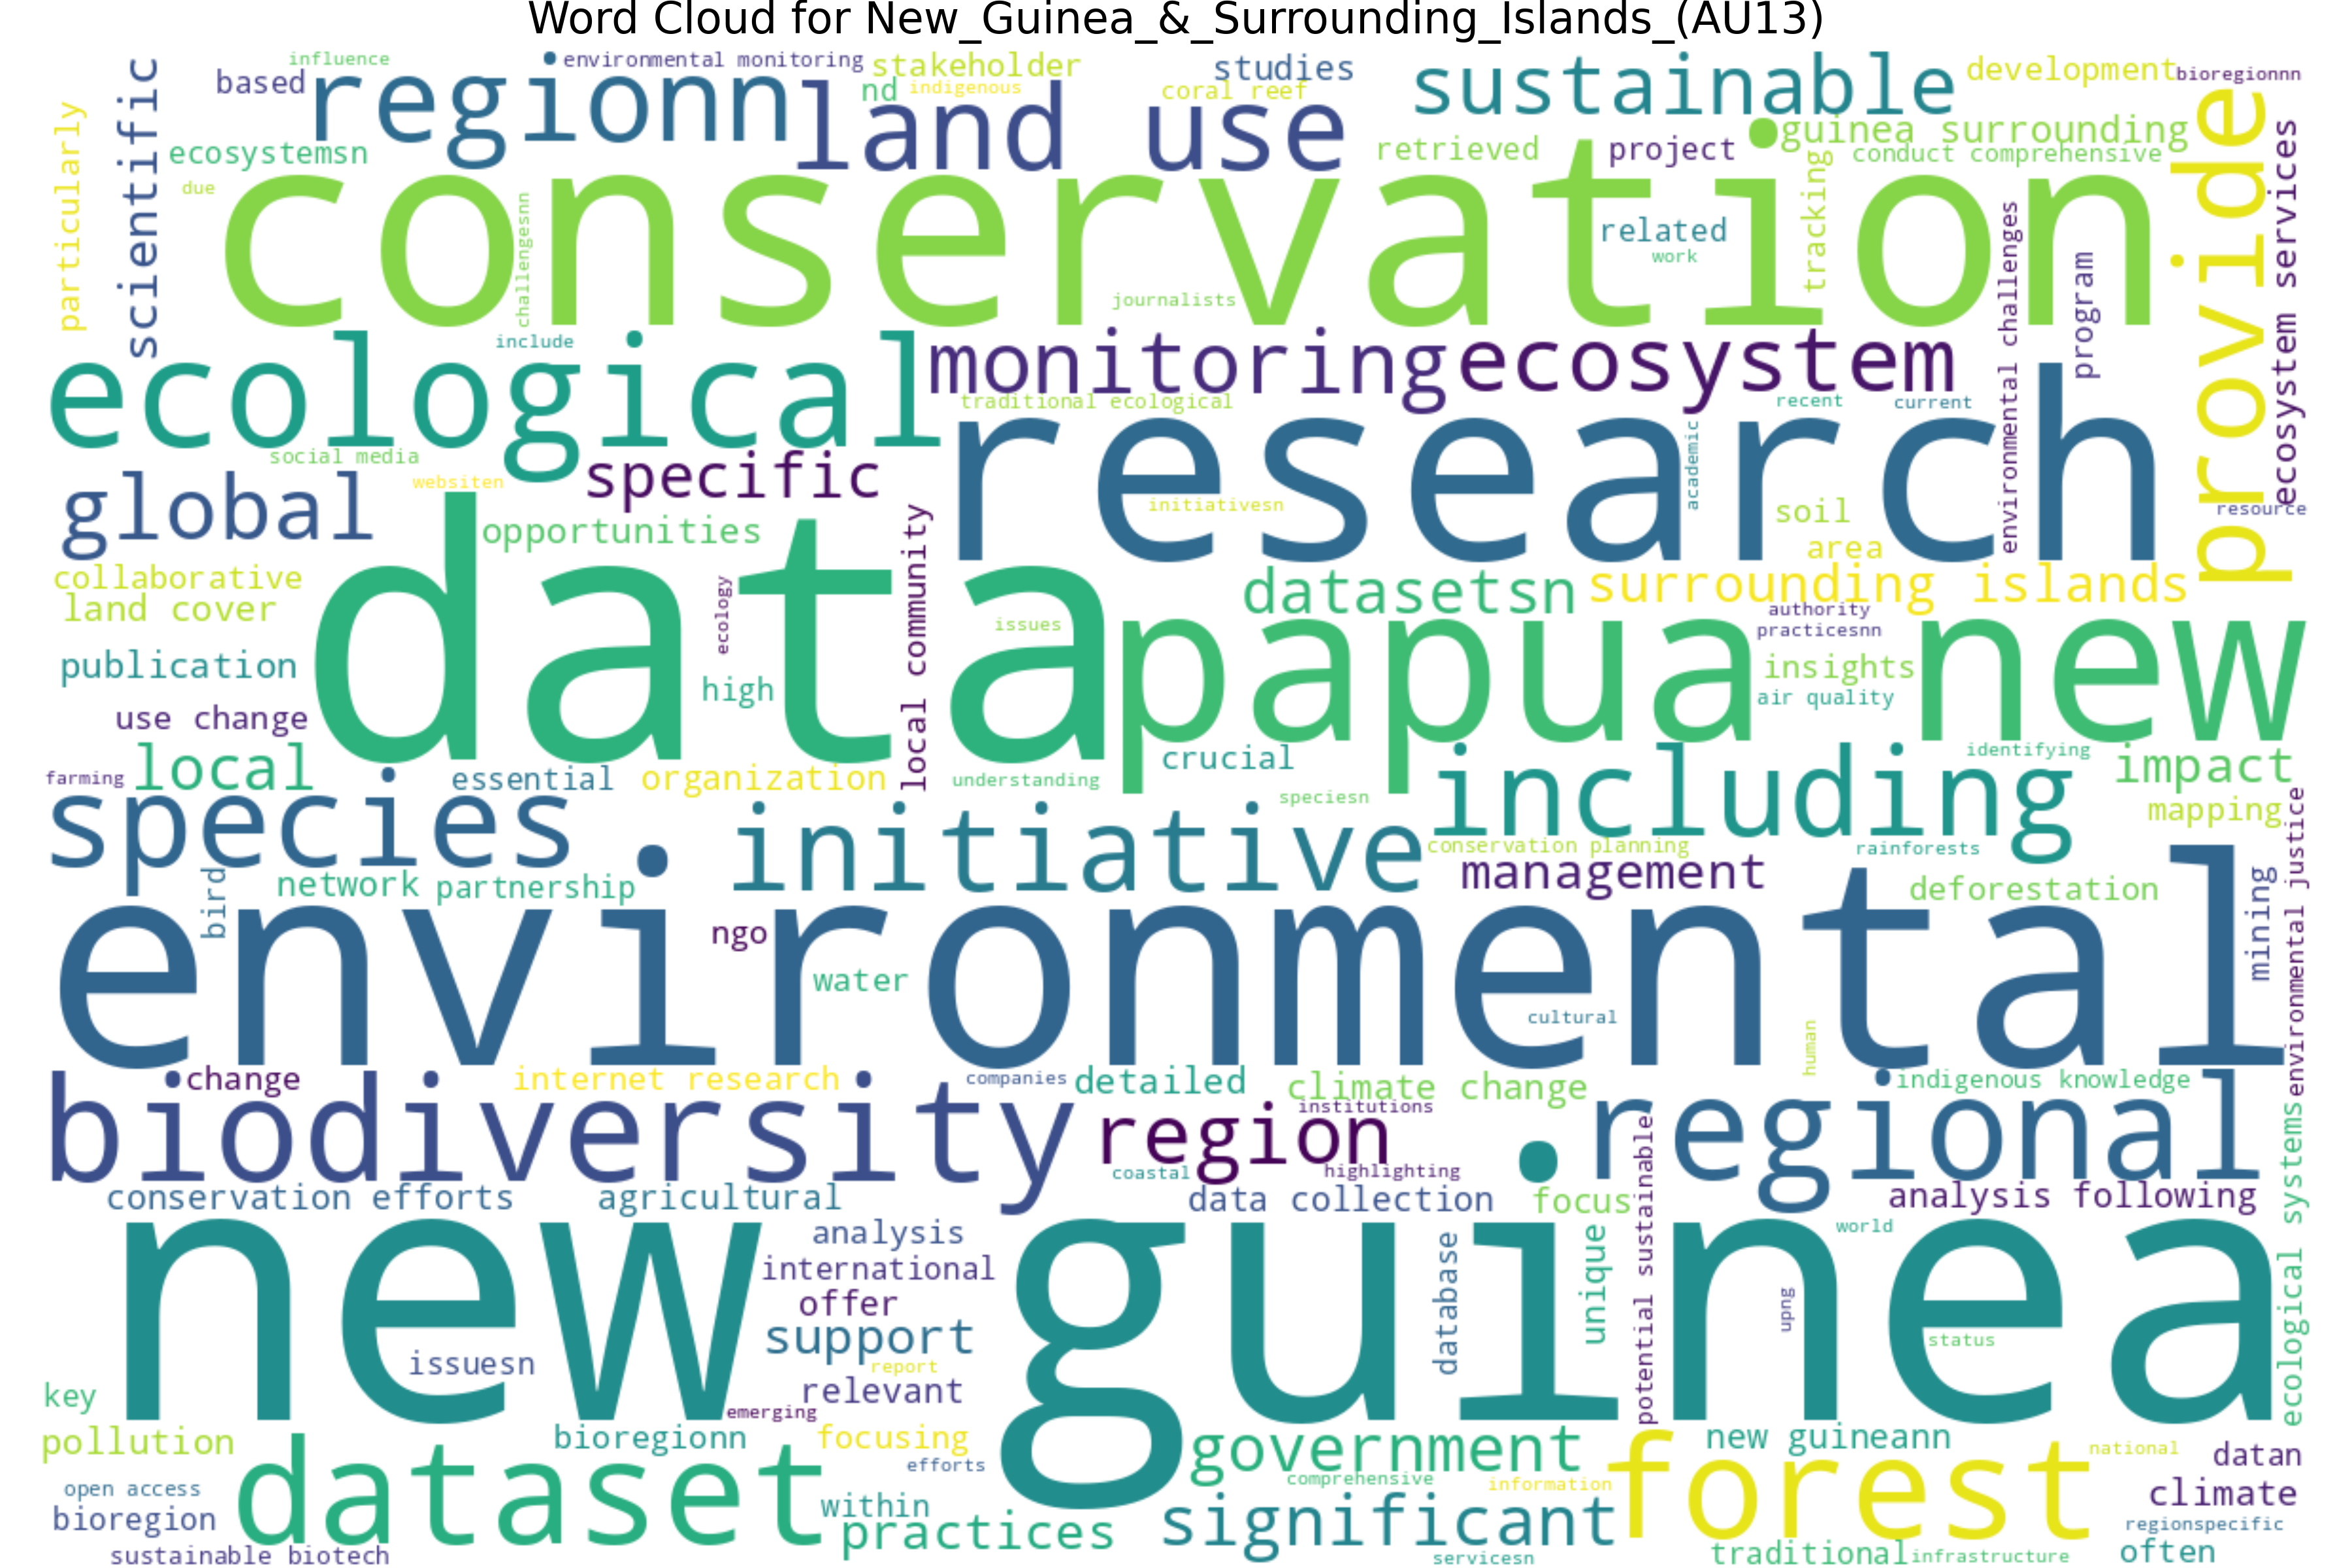 Word Cloud for New_Guinea_&_Surrounding_Islands_(AU13)
influence
environmental monitoring
stakeholder
studies
sustainable
development
bioregionnn
based
regionn
land use
nd
indigenous
coral reef
particularly
scientific
ecosystemsn
due
retrieved
project
guinea surrounding
conduct comprehensive
provide
ecosystem services
conservation
challengesnn
related
work
tracking
journalists
environmental challenges
program
ecological
include
monitoring
ecosystem
traditional ecological
recent
current
research
academic
social media
specific
websiten
global
opportunities
initiativesn
soil
area
resource
collaborative
land cover
data
ecology
local community
datasetsn
surrounding islands
issues
authority
practicesnn
papua new
insights
air quality
publication
high
use change
local
farming
essential
organization
crucial
understanding
including
identifying
impact
species
speciesn
mapping
initiative
conservation planning
rainforests
management
bird
network
partnership
deforestation
mining
environmental justice
environmental
ngo
water
cultural
human
change
internet research
companies
detailed
climate change
indigenous knowledge
biodiversity
region
institutions
regional
coastal
highlighting
conservation efforts
agricultural
data collection
focus
potential sustainable
analysis following
ecological systems
new guinea
analysis
international
offer
support
database
unique
world
upng
status
issuesn
report
relevant
key
emerging
pollution
bioregionn
focusing
government
new guineann
forest
national
datan
efforts
comprehensive
information
open access
dataset
within
significant
climate
bioregion
practices
regionspecific
sustainable biotech
servicesn
traditional
infrastructure
often